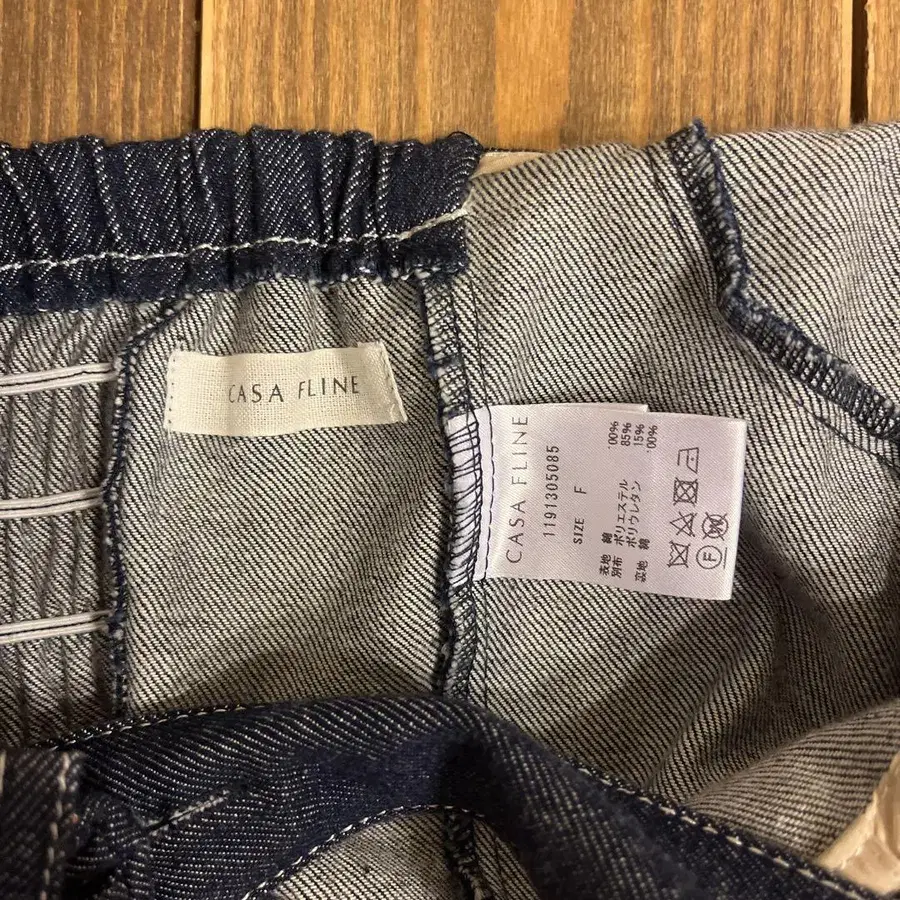 CASA FLINE
CASA FLINE
1191305085
SIZE F
表地 綿 100%
別布 ポリエステル 85%
ポリウレタン 15%
裏地 綿 100%
F
W